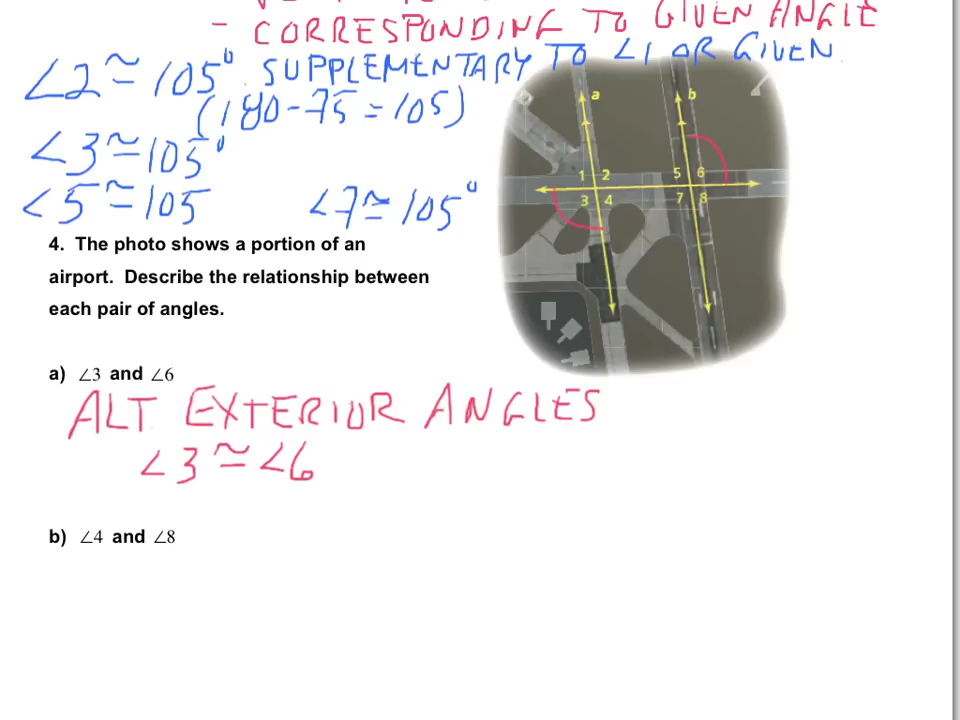 - CORRESPONDING TO GIVEN ANGLE
∠2 ≅ 105° SUPPLEMENTARY TO ∠1 OR GIVEN
(180 - 75 = 105)
∠3 ≅ 105°
∠5 ≅ 105 ∠7 ≅ 105°
a b
1 2 5 6
3 4 7 8
4. The photo shows a portion of an
airport. Describe the relationship between
each pair of angles.
a) ∠3 and ∠6
ALT EXTERIOR ANGLES
∠3 ≅ ∠6
b) ∠4 and ∠8